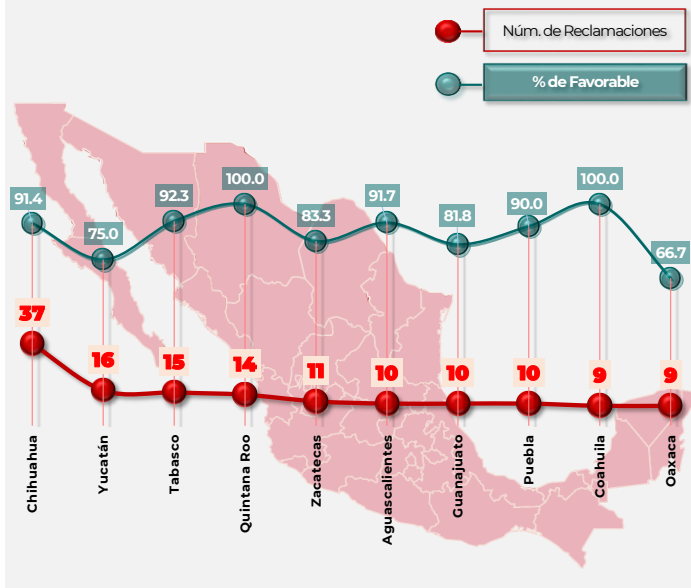 Núm. de Reclamaciones
% de Favorable
91.4
75.0
92.3
100.0
83.3
91.7
81.8
90.0
100.0
66.7
37
16
15
14
11
10
10
10
9
9
Chihuahua
Yucatán
Tabasco
Quintana Roo
Zacatecas
Aguascalientes
Guanajuato
Puebla
Coahuila
Oaxaca